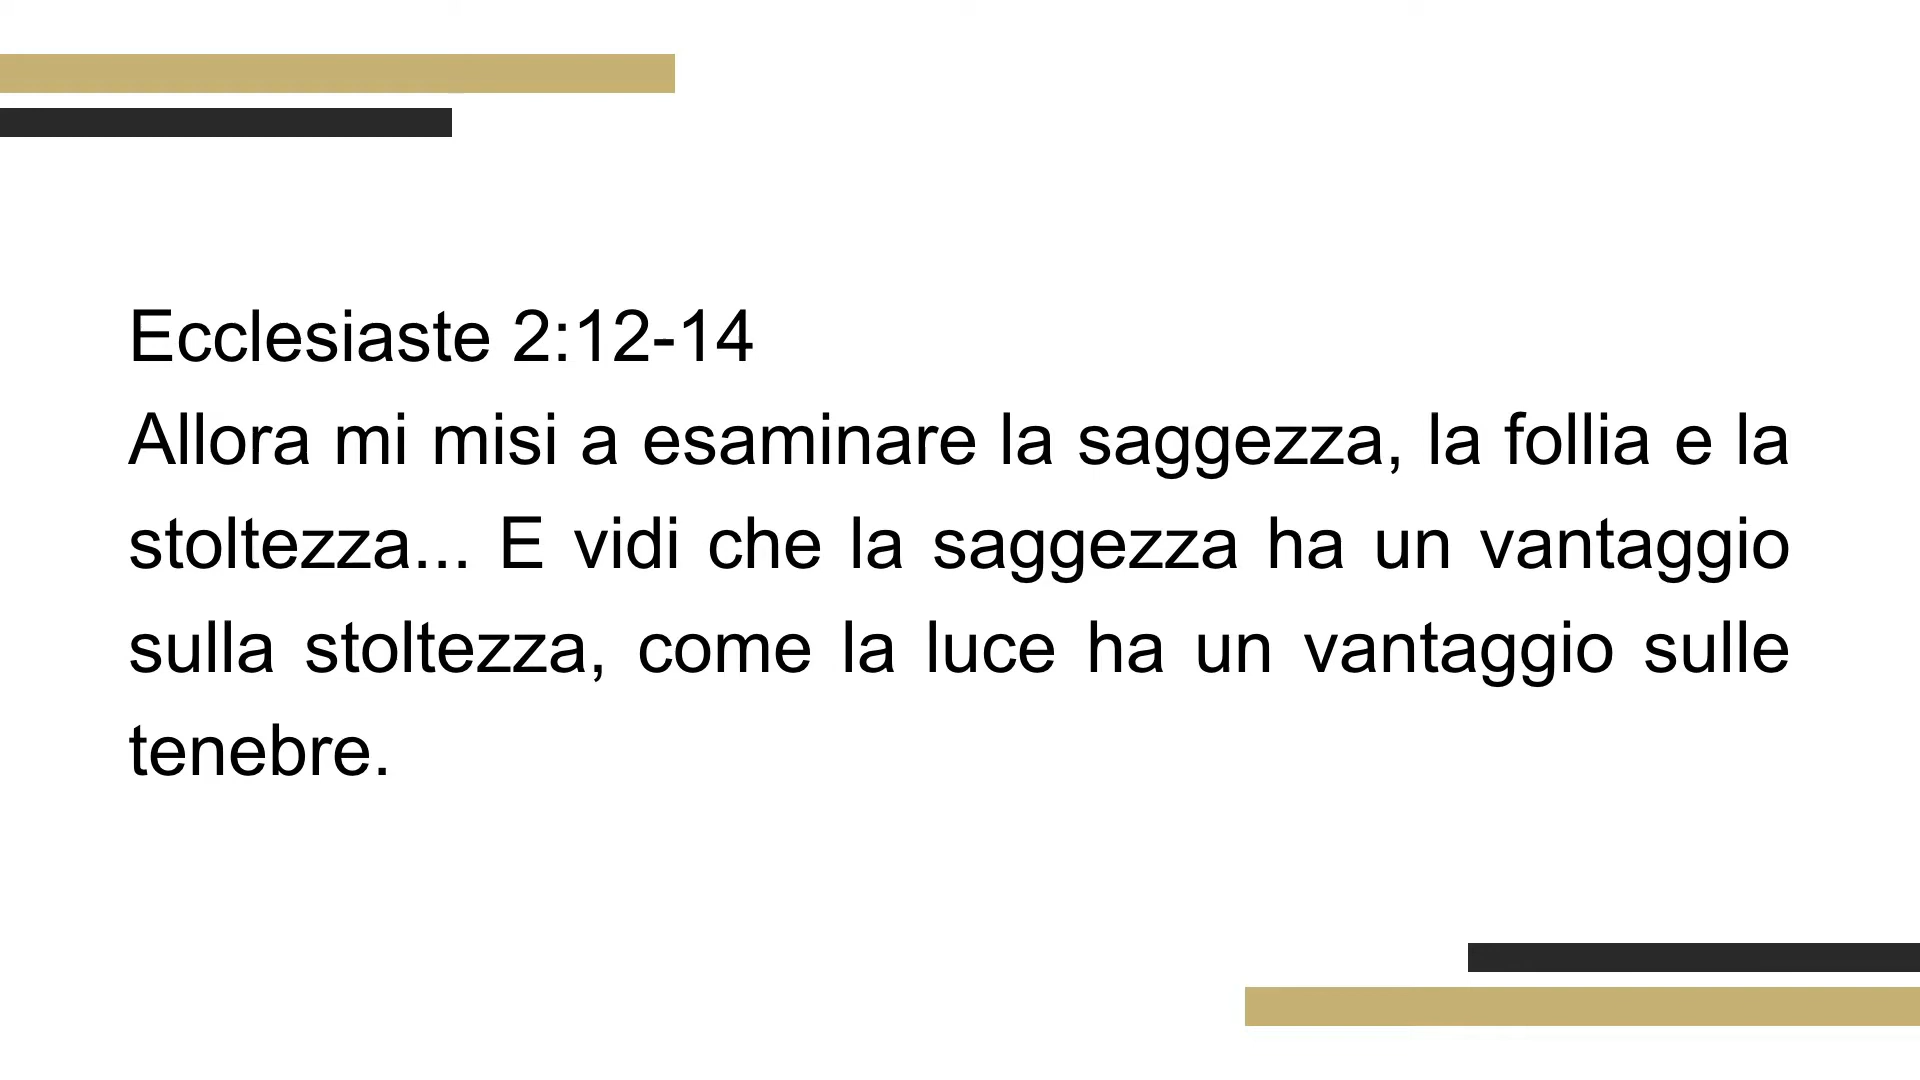 Ecclesiaste 2:12-14
Allora mi misi a esaminare la saggezza, la follia e la
stoltezza... E vidi che la saggezza ha un vantaggio
sulla stoltezza, come la luce ha un vantaggio sulle
tenebre.